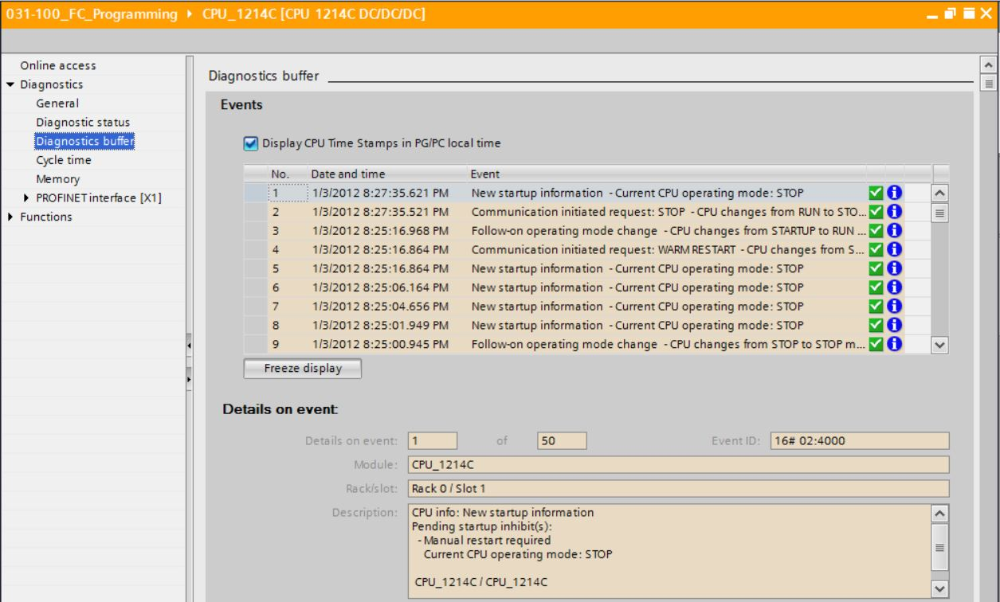 031-100_FC_Programming ▸ CPU_1214C [CPU 1214C DC/DC/DC]
Online access
Diagnostics
General
Diagnostic status
Diagnostics buffer
Cycle time
Memory
PROFINET interface [X1]
Functions
Diagnostics buffer
Events
Display CPU Time Stamps in PG/PC local time
No. Date and time Event
1 1/3/2012 8:27:35.621 PM New startup information - Current CPU operating mode: STOP
2 1/3/2012 8:27:35.521 PM Communication initiated request: STOP - CPU changes from RUN to STO...
3 1/3/2012 8:25:16.968 PM Follow-on operating mode change - CPU changes from STARTUP to RUN ...
4 1/3/2012 8:25:16.864 PM Communication initiated request: WARM RESTART - CPU changes from S...
5 1/3/2012 8:25:16.864 PM New startup information - Current CPU operating mode: STOP
6 1/3/2012 8:25:06.164 PM New startup information - Current CPU operating mode: STOP
7 1/3/2012 8:25:04.656 PM New startup information - Current CPU operating mode: STOP
8 1/3/2012 8:25:01.949 PM New startup information - Current CPU operating mode: STOP
9 1/3/2012 8:25:00.945 PM Follow-on operating mode change - CPU changes from STOP to STOP m...
Freeze display
Details on event:
Details on event: 1 of 50 Event ID: 16# 02:4000
Module: CPU_1214C
Rack/slot: Rack 0 / Slot 1
Description: CPU info: New startup information
Pending startup inhibit(s):
- Manual restart required
Current CPU operating mode: STOP
CPU_1214C / CPU_1214C